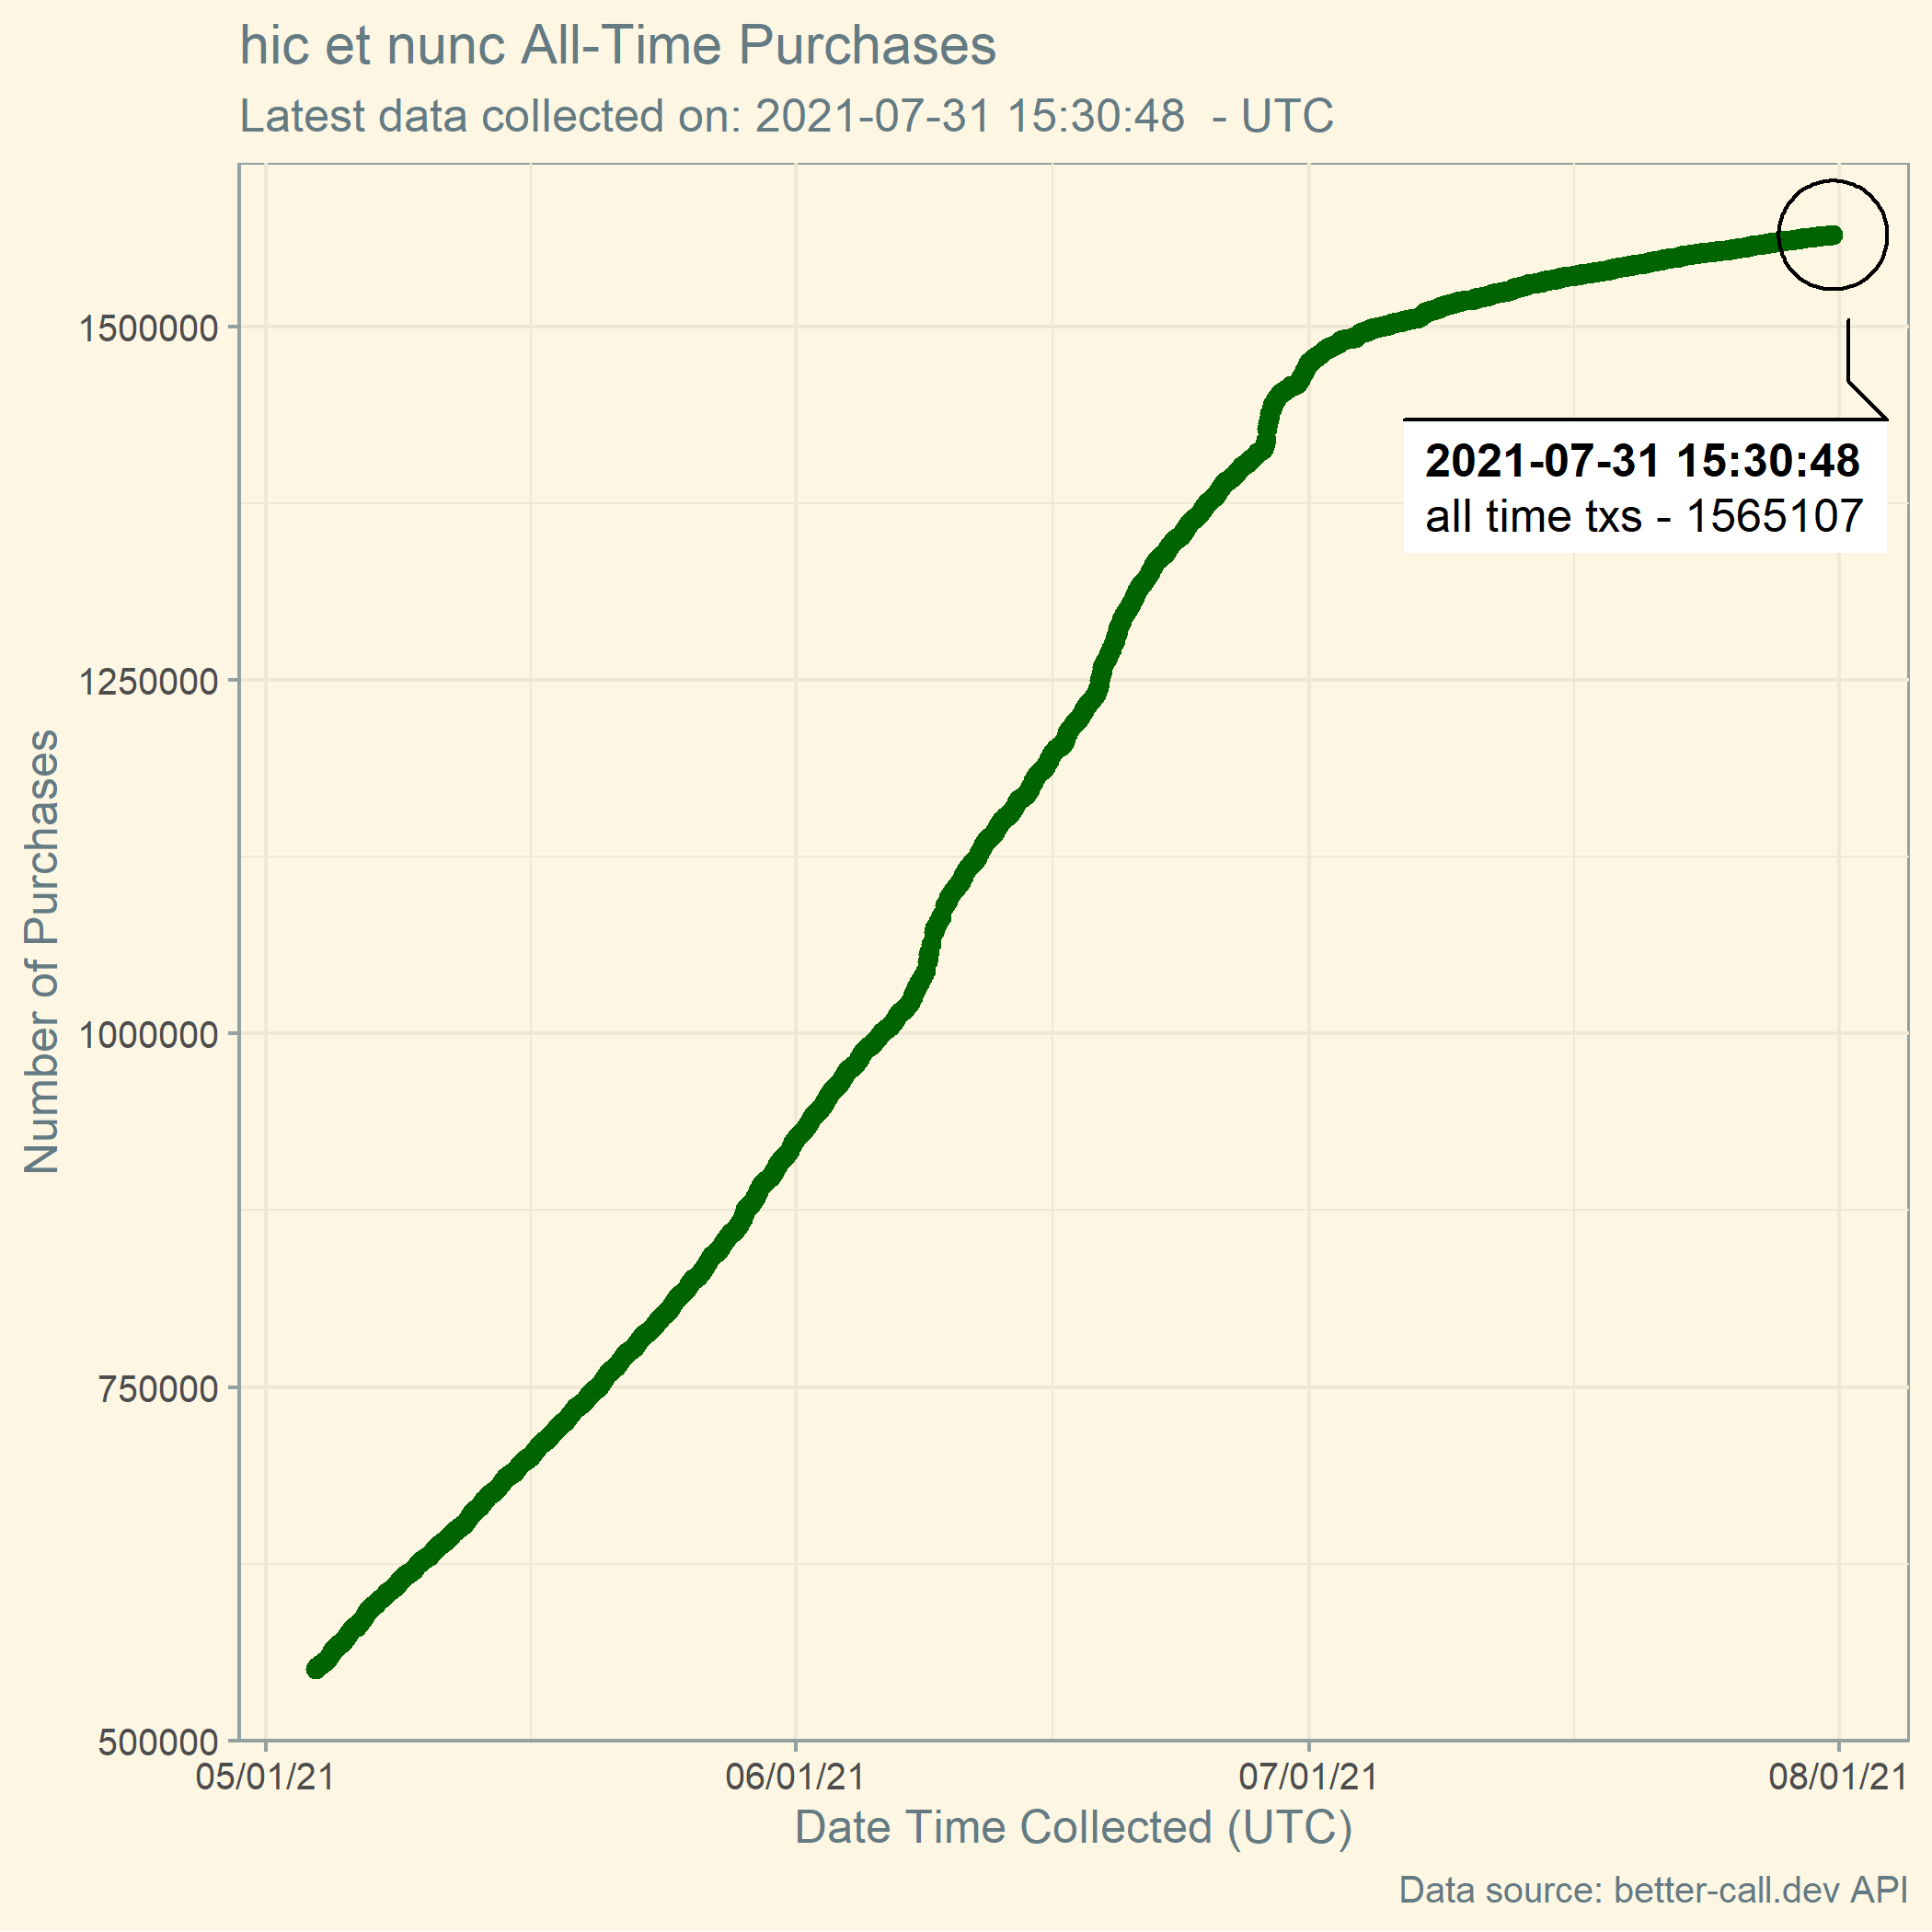 hic et nunc All-Time Purchases
Latest data collected on: 2021-07-31 15:30:48  - UTC
Number of Purchases
1500000
1250000
1000000
750000
500000
2021-07-31 15:30:48
all time txs - 1565107
05/01/21
06/01/21
07/01/21
08/01/21
Date Time Collected (UTC)
Data source: better-call.dev API